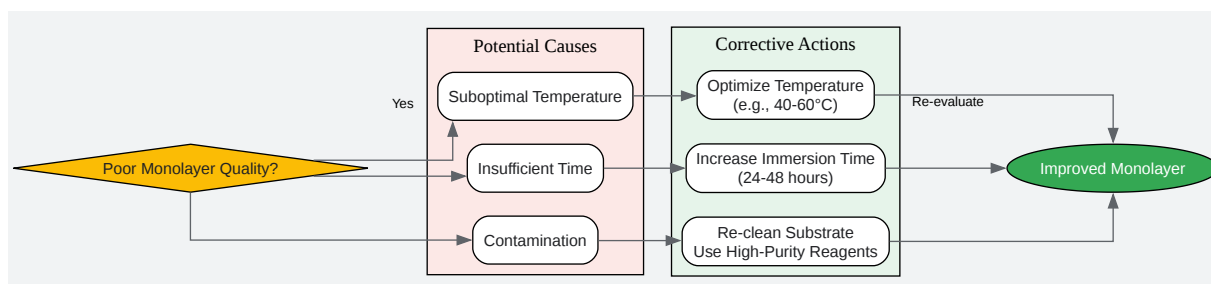 Potential Causes
Corrective Actions
Yes
Suboptimal Temperature
Optimize Temperature
(e.g., 40-60°C)
Re-evaluate
Poor Monolayer Quality?
Insufficient Time
Increase Immersion Time
(24-48 hours)
Improved Monolayer
Contamination
Re-clean Substrate
Use High-Purity Reagents